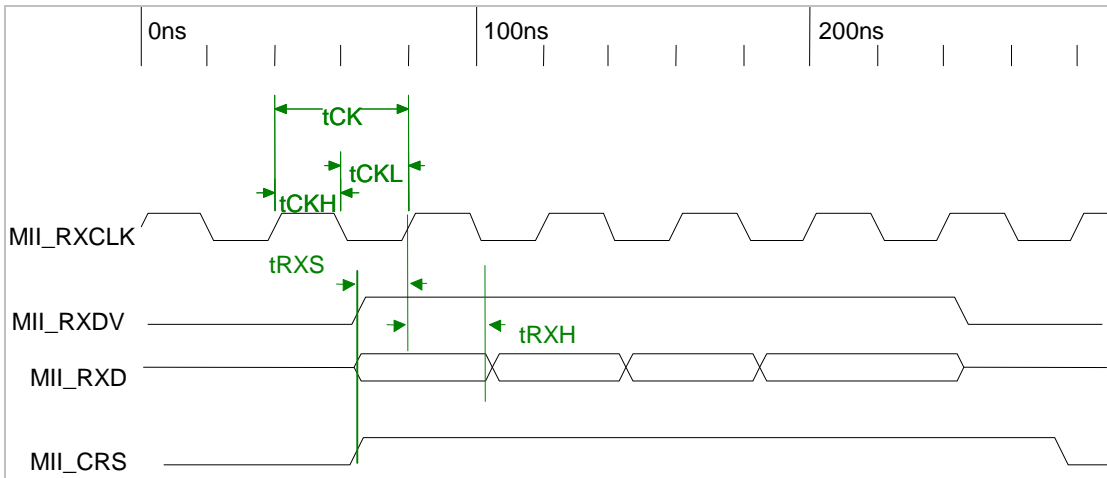 0ns 100ns 200ns
tCK
tCKL
tCKH
MII_RXCLK
tRXS
MII_RXDV
tRXH
MII_RXD
MII_CRS